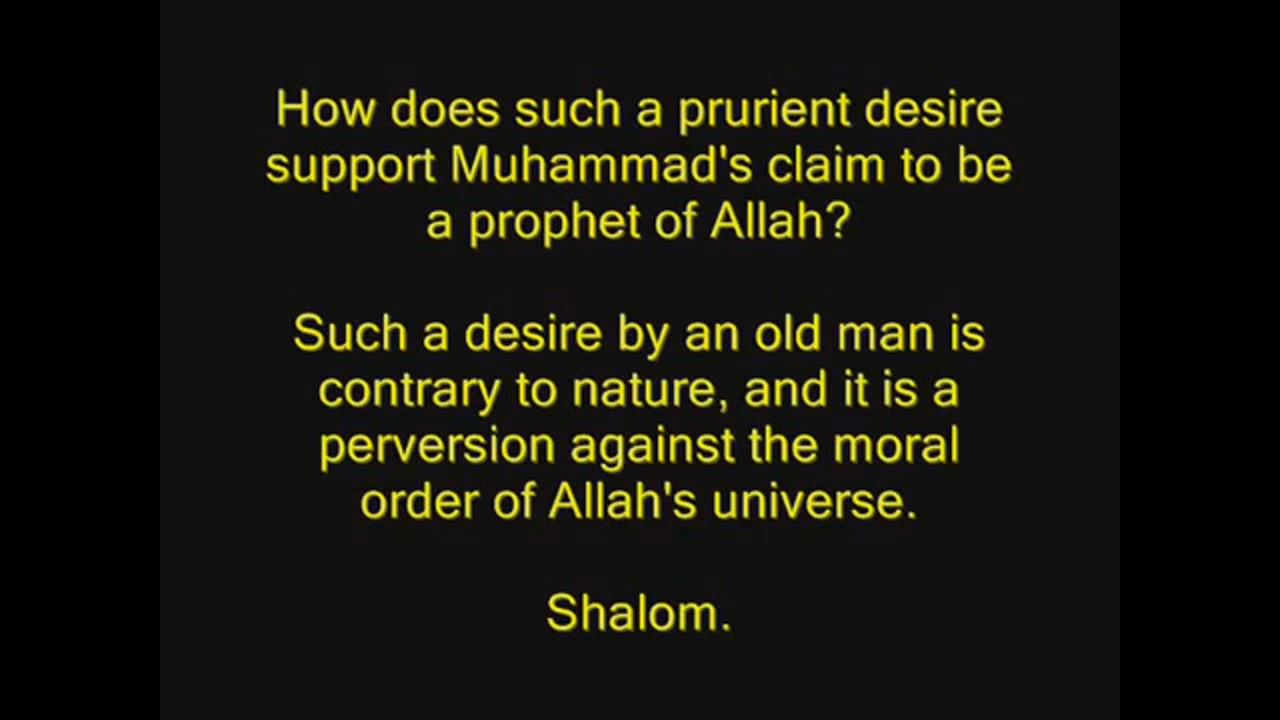 How does such a prurient desire
support Muhammad's claim to be
a prophet of Allah?
Such a desire by an old man is
contrary to nature, and it is a
perversion against the moral
order of Allah's universe.
Shalom.